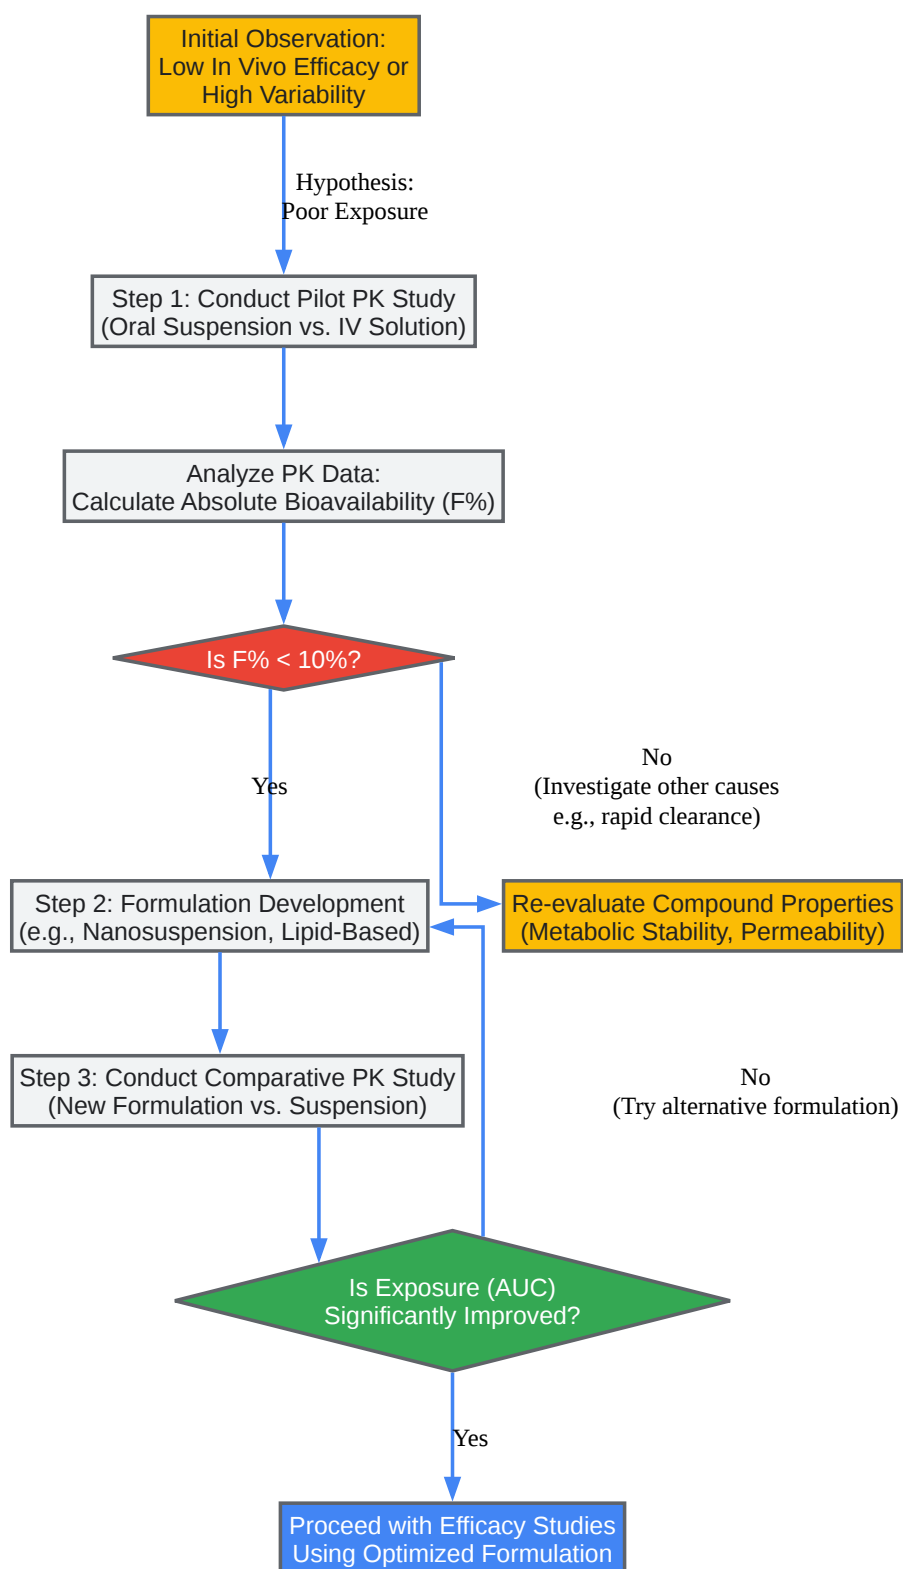 Initial Observation:
Low In Vivo Efficacy or
High Variability
Hypothesis:
Poor Exposure
Step 1: Conduct Pilot PK Study
(Oral Suspension vs. IV Solution)
Analyze PK Data:
Calculate Absolute Bioavailability (F%)
Is F% < 10%?
Yes
No
(Investigate other causes
e.g., rapid clearance)
Step 2: Formulation Development
(e.g., Nanosuspension, Lipid-Based)
Re-evaluate Compound Properties
(Metabolic Stability, Permeability)
Step 3: Conduct Comparative PK Study
(New Formulation vs. Suspension)
No
(Try alternative formulation)
Is Exposure (AUC)
Significantly Improved?
Yes
Proceed with Efficacy Studies
Using Optimized Formulation